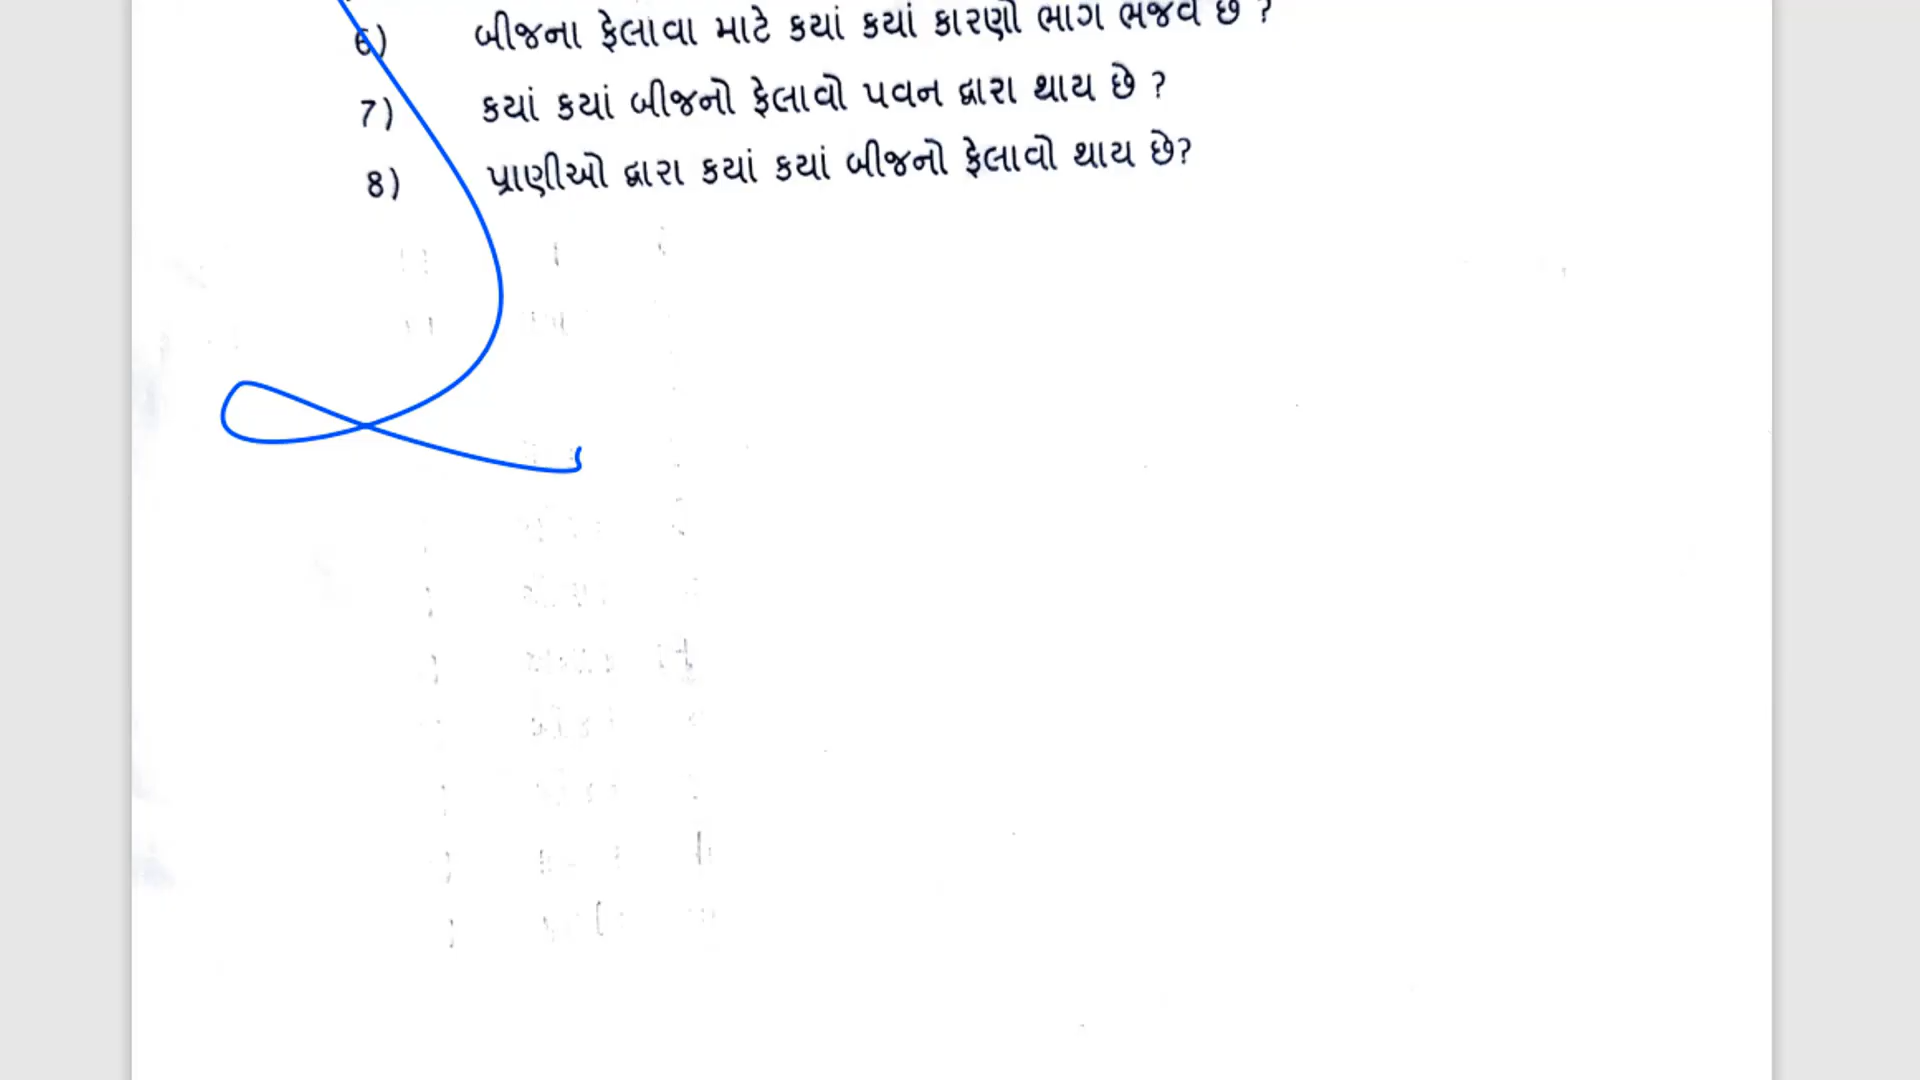 6) બીજના ફેલાવા માટે કયાં કયાં કારણો ભાગ ભજવે છે ?
7) કયાં કયાં બીજનો ફેલાવો પવન દ્વારા થાય છે ?
8) પ્રાણીઓ દ્વારા કયાં કયાં બીજનો ફેલાવો થાય છે?